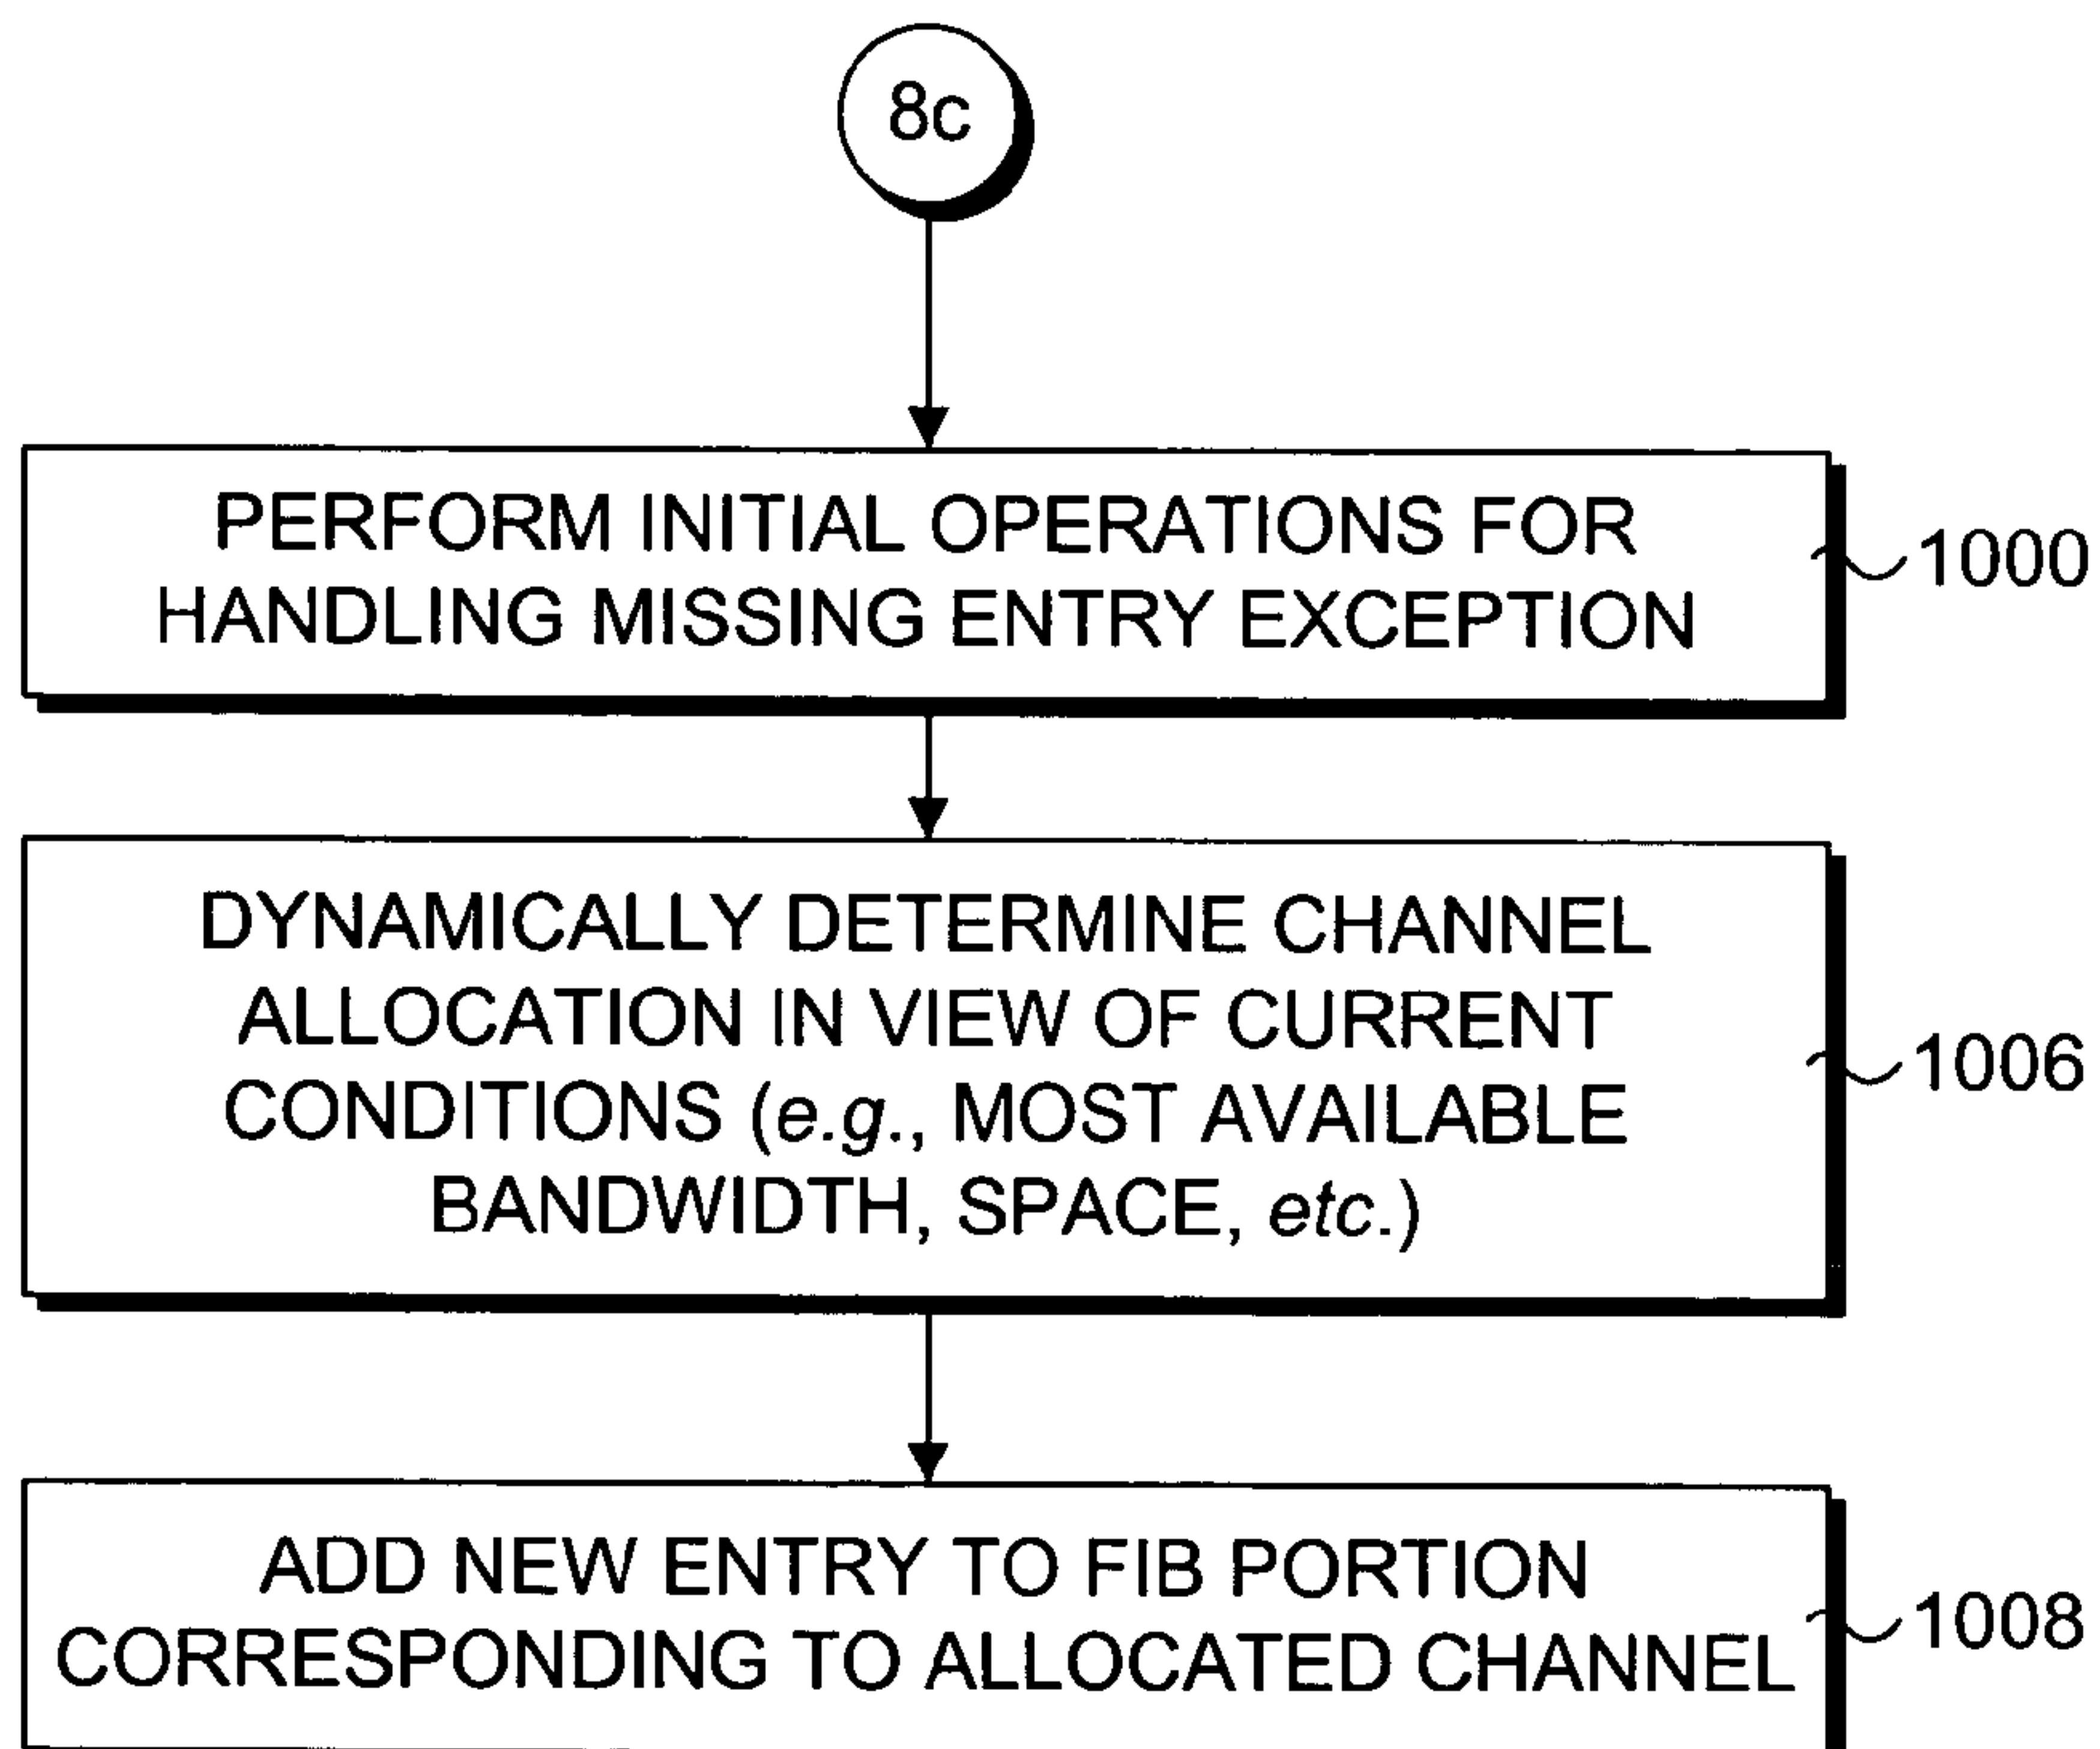 8c
PERFORM INITIAL OPERATIONS FOR
HANDLING MISSING ENTRY EXCEPTION
1000
DYNAMICALLY DETERMINE CHANNEL
ALLOCATION IN VIEW OF CURRENT
CONDITIONS (e.g., MOST AVAILABLE
BANDWIDTH, SPACE, etc.)
1006
ADD NEW ENTRY TO FIB PORTION
CORRESPONDING TO ALLOCATED CHANNEL
1008